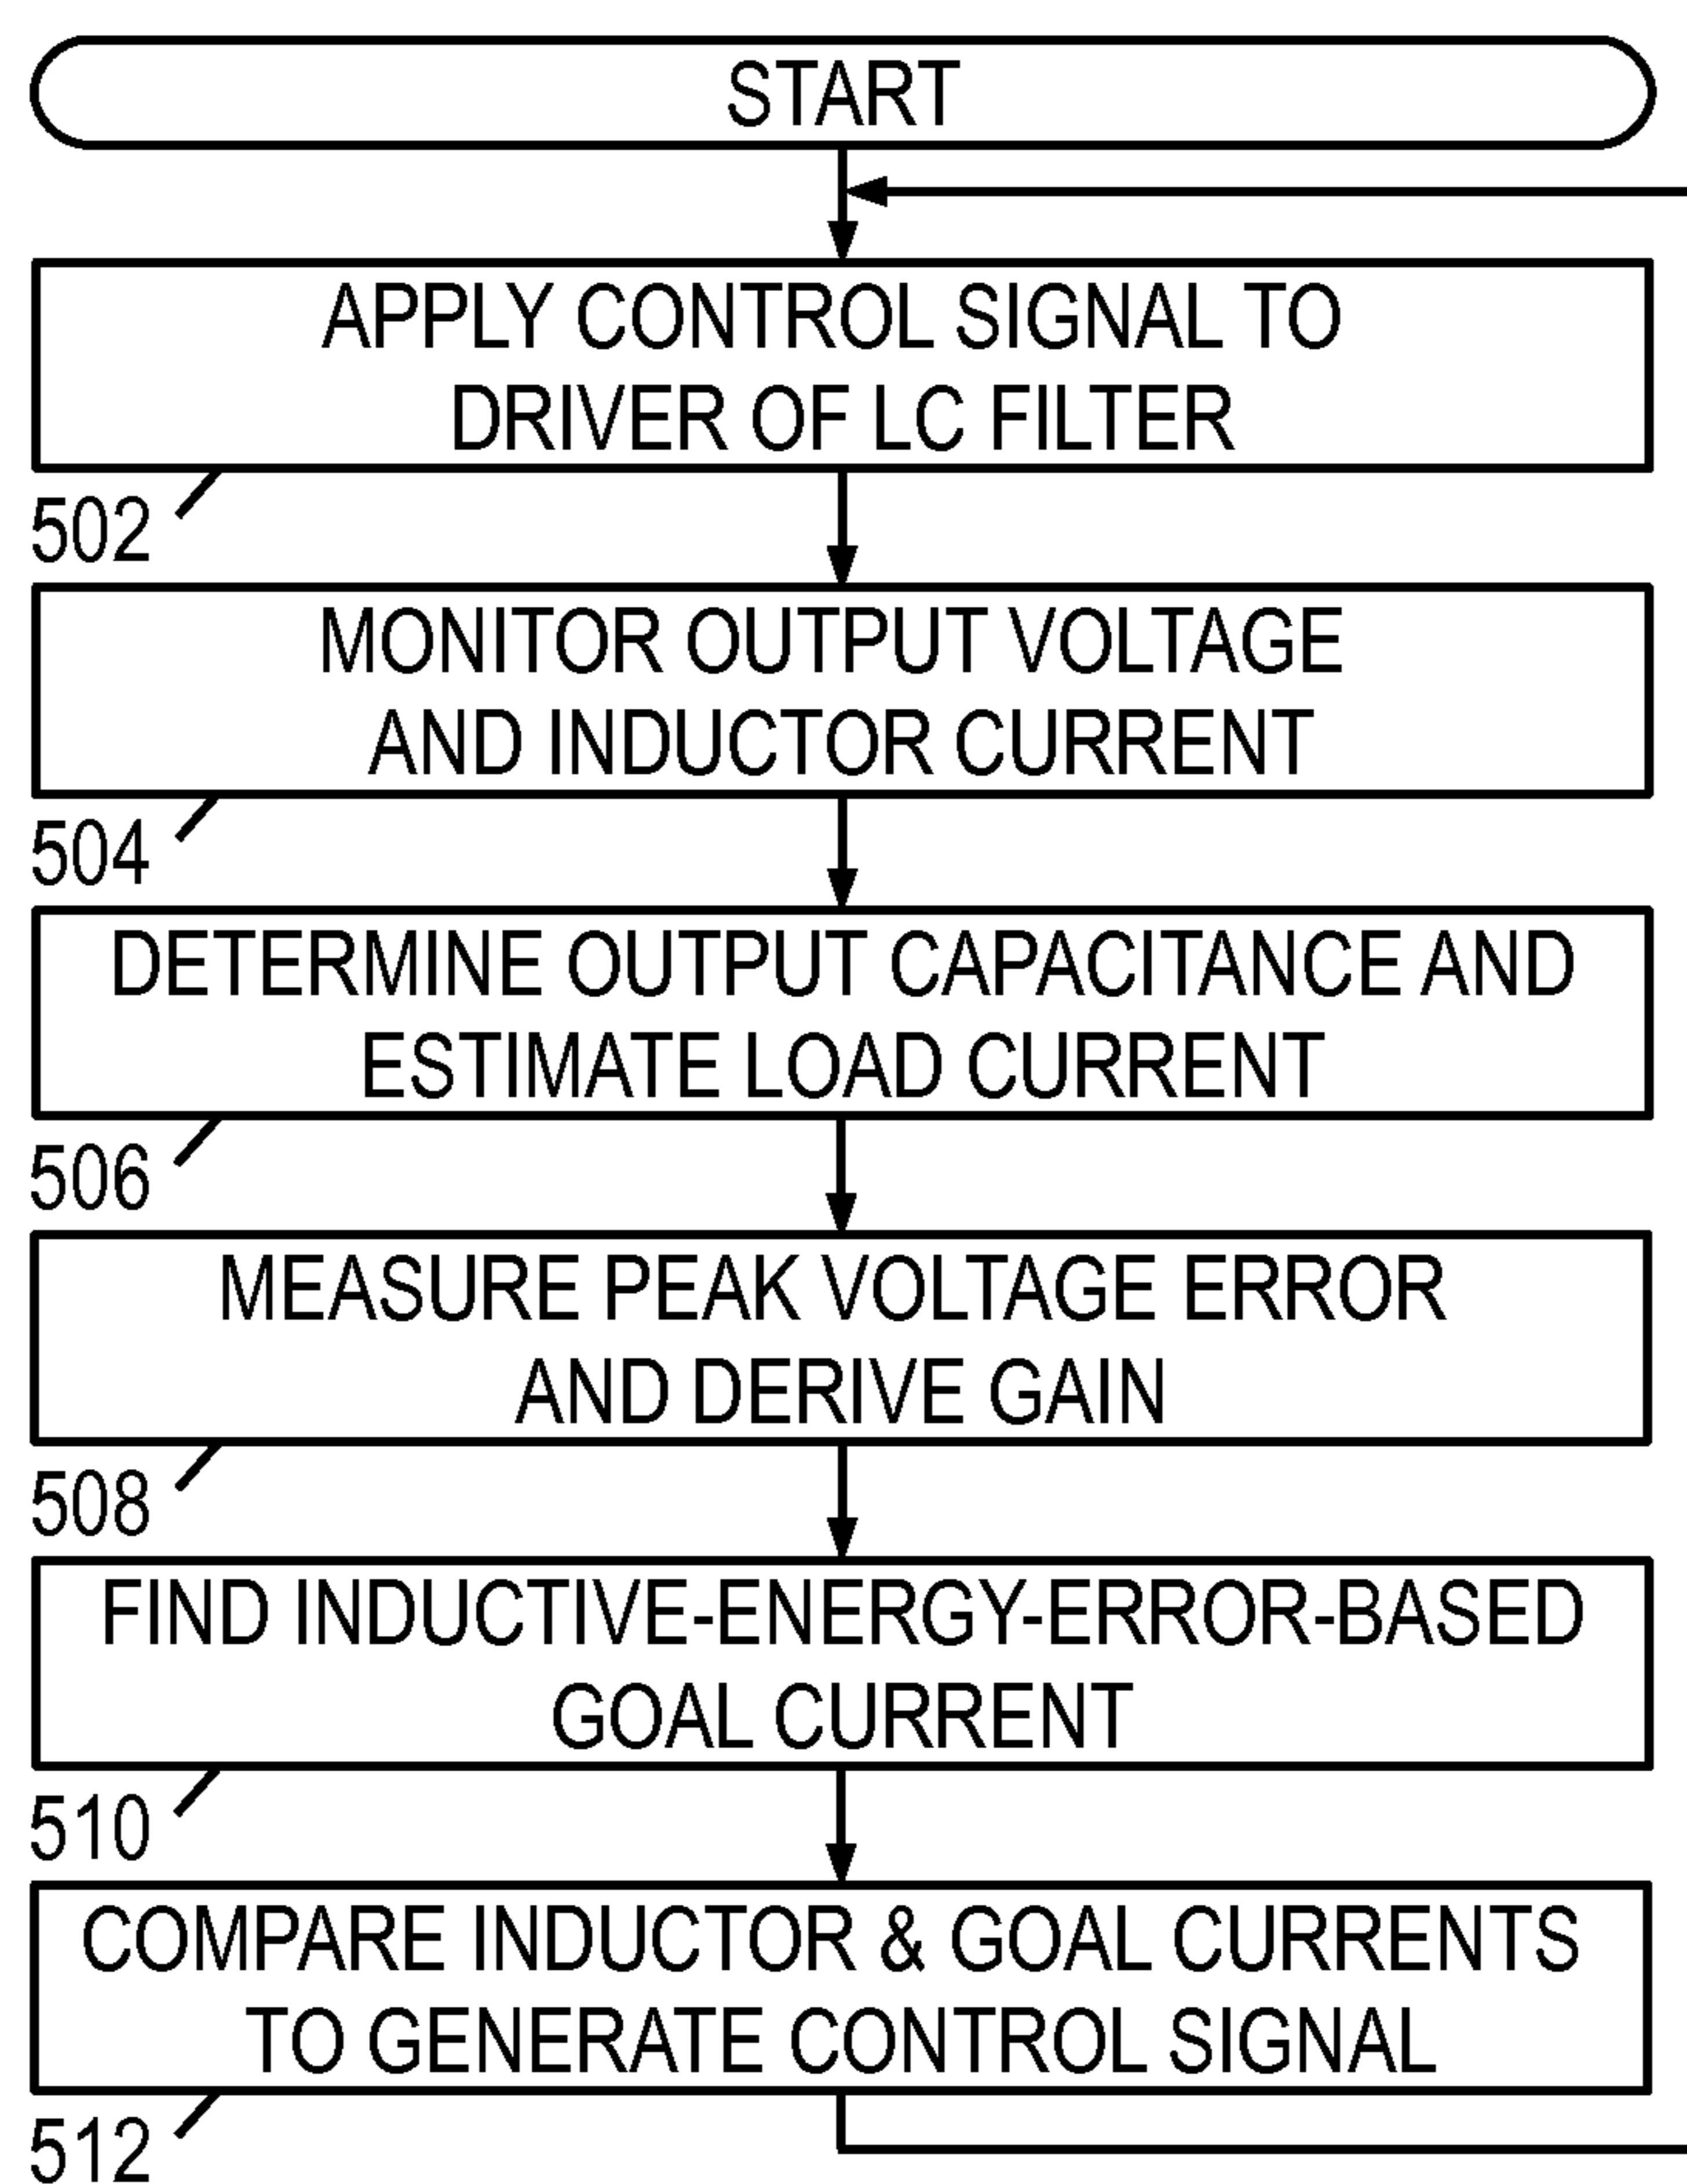 START
APPLY CONTROL SIGNAL TO
DRIVER OF LC FILTER
502
MONITOR OUTPUT VOLTAGE
AND INDUCTOR CURRENT
504
DETERMINE OUTPUT CAPACITANCE AND
ESTIMATE LOAD CURRENT
506
MEASURE PEAK VOLTAGE ERROR
AND DERIVE GAIN
508
FIND INDUCTIVE-ENERGY-ERROR-BASED
GOAL CURRENT
510
COMPARE INDUCTOR & GOAL CURRENTS
TO GENERATE CONTROL SIGNAL
512